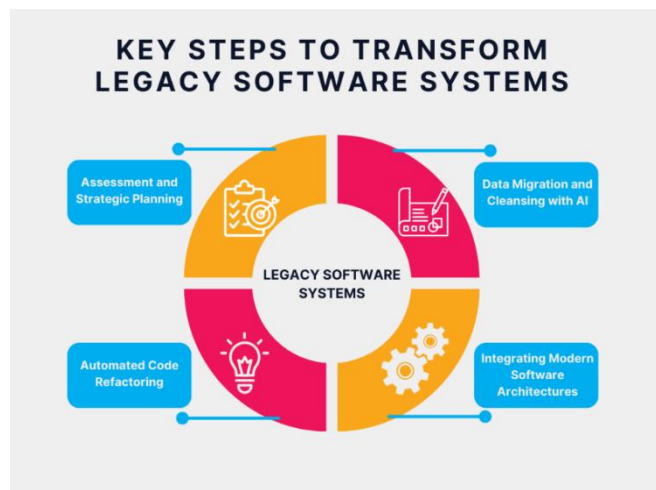 KEY STEPS TO TRANSFORM
LEGACY SOFTWARE SYSTEMS
Assessment and
Strategic Planning
Data Migration and
Cleansing with AI
LEGACY SOFTWARE
SYSTEMS
Automated Code
Refactoring
Integrating Modern
Software
Architectures